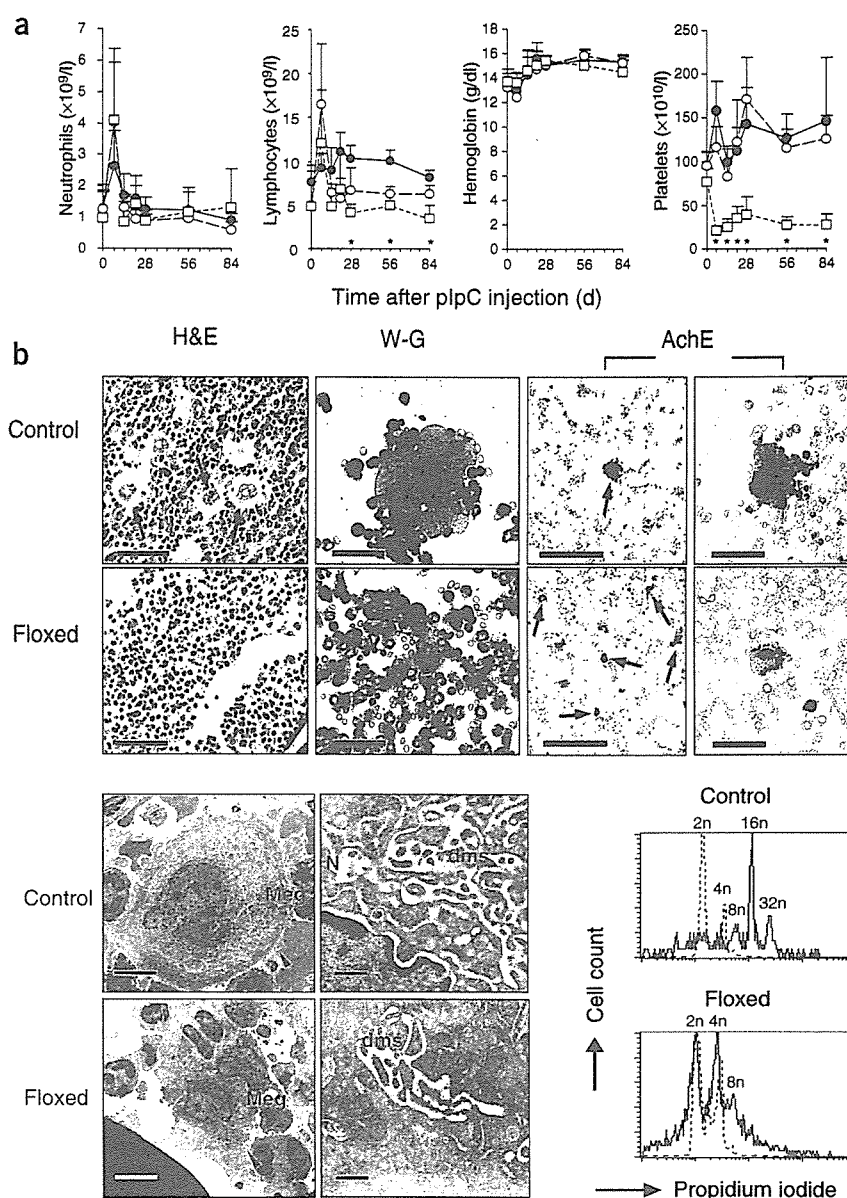 a
Neutrophils (×10⁹/l)
7
6
5
4
3
2
1
0
0 28 56 84
Lymphocytes (×10⁹/l)
25
20
15
10
5
0
0 28 56 84
Hemoglobin (g/dl)
18
16
14
12
10
8
6
4
2
0
0 28 56 84
Platelets (×10¹⁰/l)
250
200
150
100
50
0
0 28 56 84
Time after pIpC injection (d)
b
H&E W-G AchE
Control
Floxed
Control
Meg
N dms
Floxed
Meg
dms
Control
2n 16n
4n 8n 32n
Floxed
2n 4n
8n
Cell count
Propidium iodide